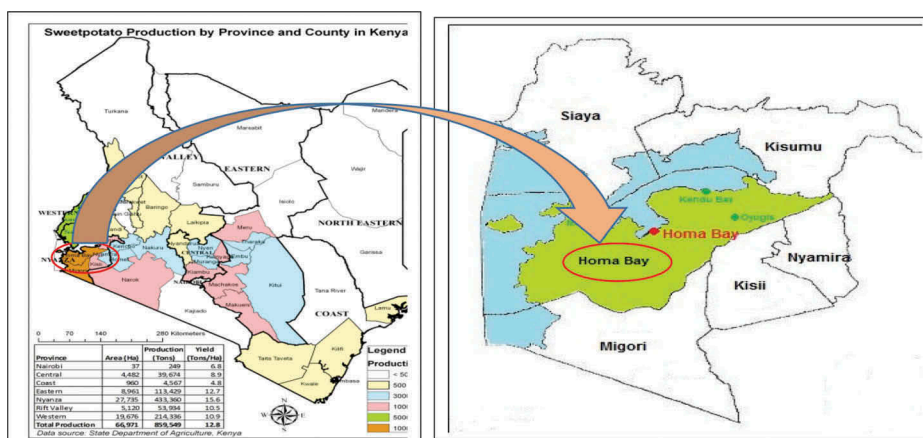 Sweetpotato Production by Province and County in Kenya
Turkana
Marsabit
VALLEY
EASTERN
Samburu
Wajir
Isiolo
WESTERN
Baringo
Laikipia
NORTH EASTERN
Meru
Garissa
Nakuru
Nyandarua
Nyeri
Tharaka
CENTRAL
Embu
NYANZA
Kiambu
NAIROBI
Machakos
Kitui
Narok
Makueni
Tana River
Kajiado
COAST
Lamu
0 70 140 280 Kilometers
Taita Taveta
Kilifi
Kwale
Legend
Province Area (Ha) Production (Tons) Yield (Tons/Ha)
Nairobi 37 249 6.8
Central 4,482 39,674 8.9
Coast 960 4,567 4.8
Eastern 8,961 113,429 12.7
Nyanza 27,735 433,360 15.6
Rift Valley 5,120 53,934 10.5
Western 19,676 214,336 10.9
Total Production 66,971 859,549 12.8
Data source: State Department of Agriculture, Kenya
N
W E
S
Production
< 50
500
3000
1000
5000
1000
Siaya
Kisumu
Kendu Bay
Oyugis
Homa Bay
Homa Bay
Nyamira
Kisii
Migori